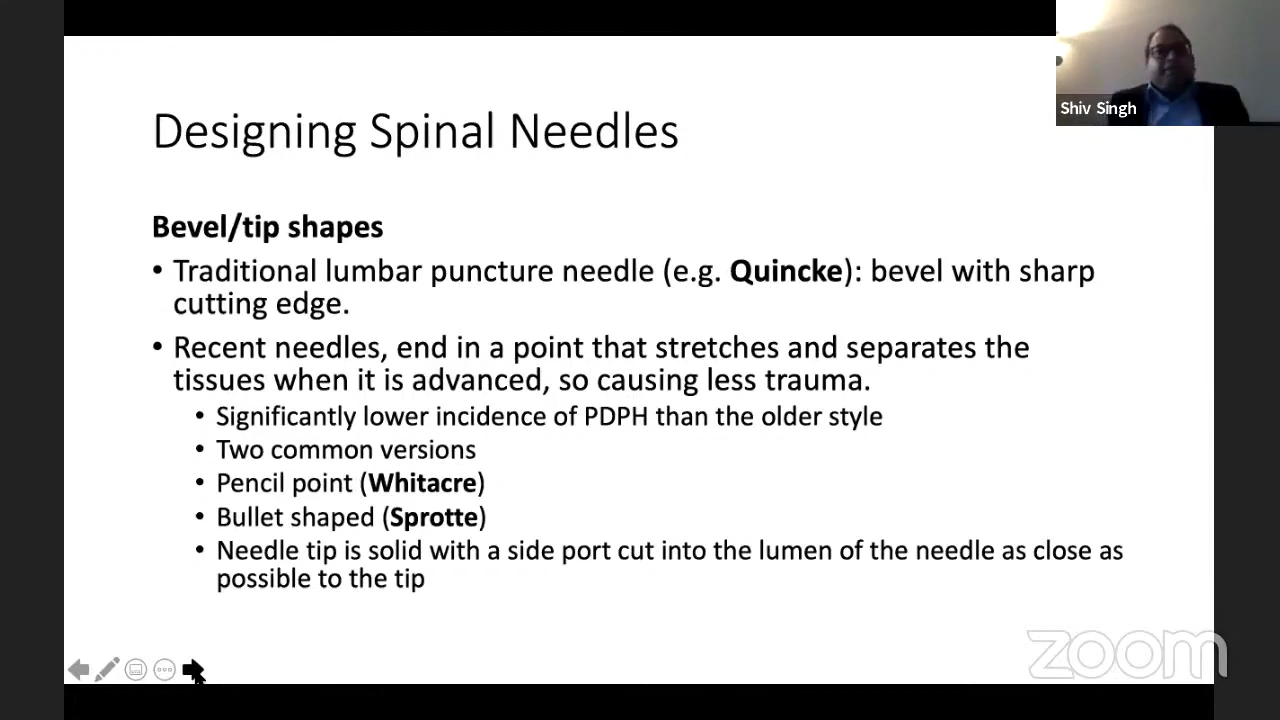 Shiv Singh
Designing Spinal Needles
Bevel/tip shapes
• Traditional lumbar puncture needle (e.g. Quincke): bevel with sharp
cutting edge.
• Recent needles, end in a point that stretches and separates the
tissues when it is advanced, so causing less trauma.
• Significantly lower incidence of PDPH than the older style
• Two common versions
• Pencil point (Whitacre)
• Bullet shaped (Sprotte)
• Needle tip is solid with a side port cut into the lumen of the needle as close as
possible to the tip
zoom